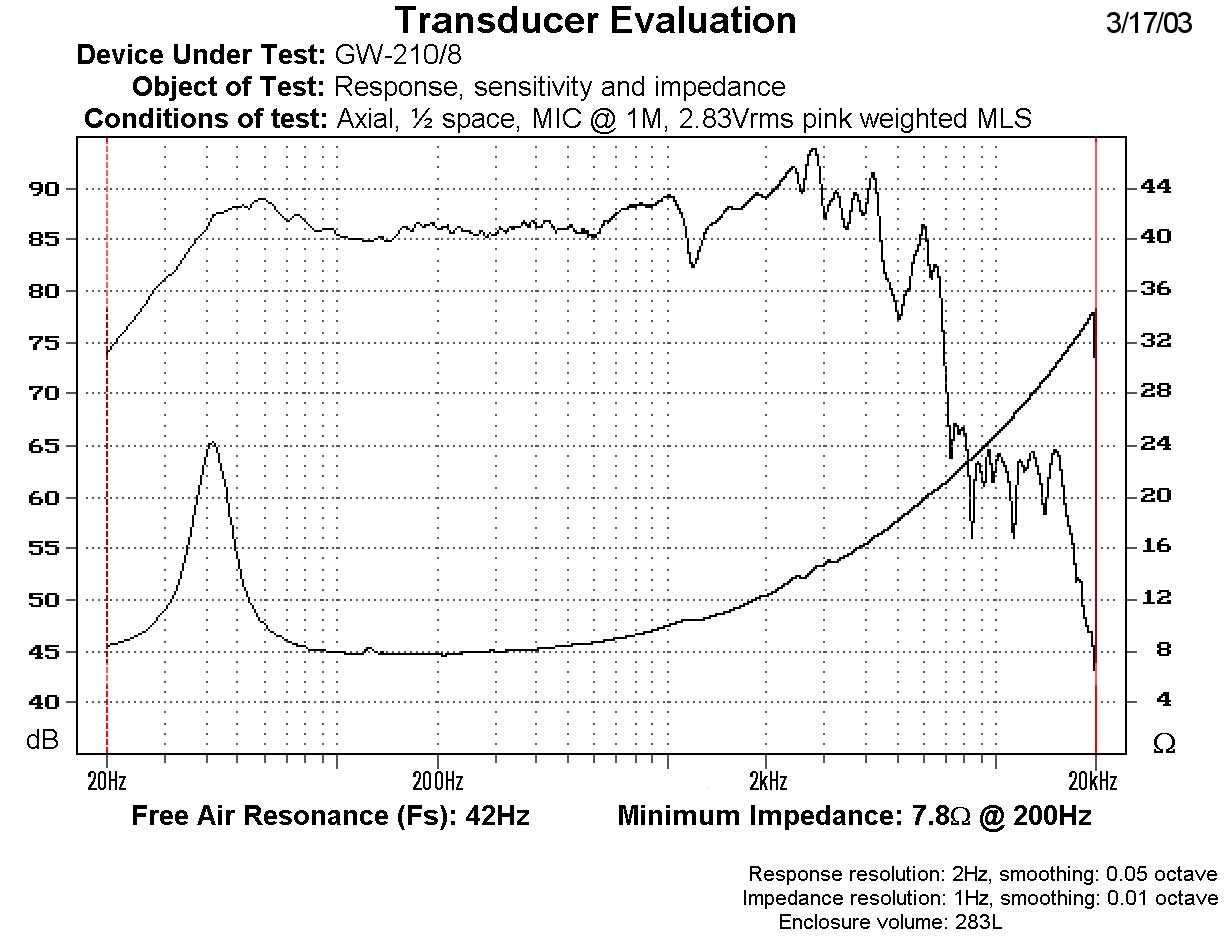 Transducer Evaluation 3/17/03
Device Under Test: GW-210/8
Object of Test: Response, sensitivity and impedance
Conditions of test: Axial, ½ space, MIC @ 1M, 2.83Vrms pink weighted MLS
90 44
85 40
80 36
75 32
70 28
65 24
60 20
55 16
50 12
45 8
40 4
dB Ω
20Hz 200Hz 2kHz 20kHz
Free Air Resonance (Fs): 42Hz Minimum Impedance: 7.8Ω @ 200Hz
Response resolution: 2Hz, smoothing: 0.05 octave
Impedance resolution: 1Hz, smoothing: 0.01 octave
Enclosure volume: 283L